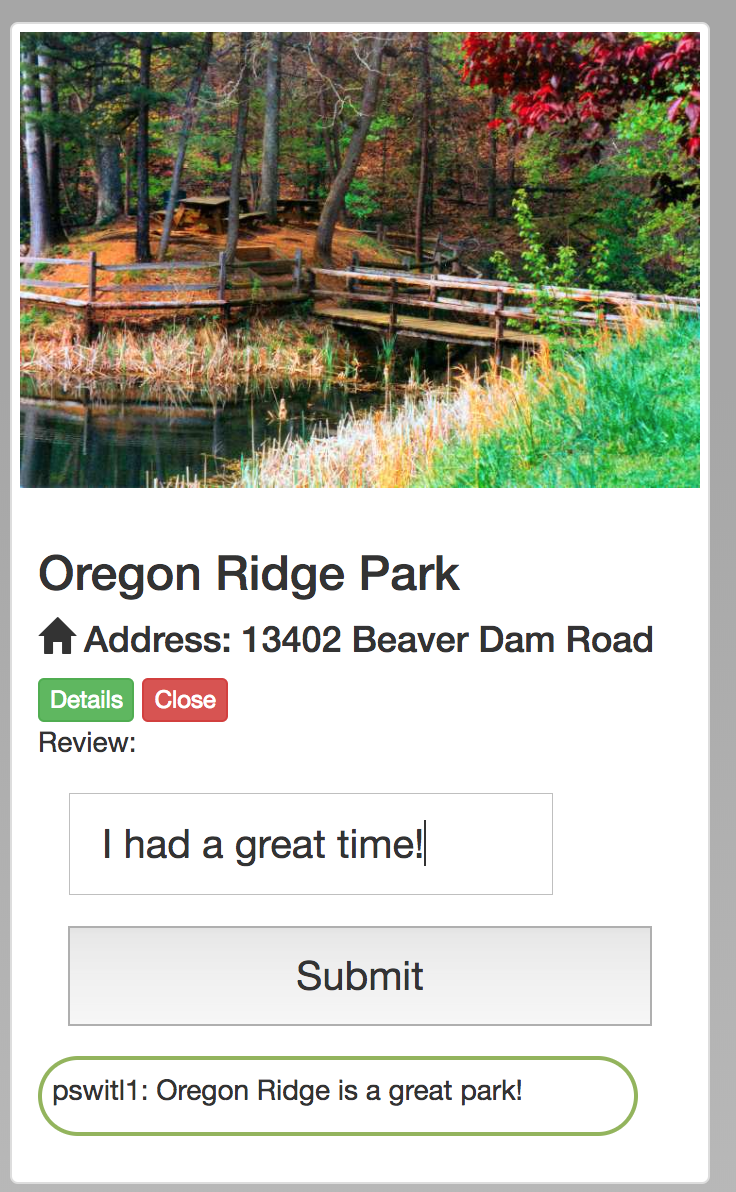 Oregon Ridge Park
Address: 13402 Beaver Dam Road
Details Close
Review:
I had a great time!
Submit
pswitl1: Oregon Ridge is a great park!